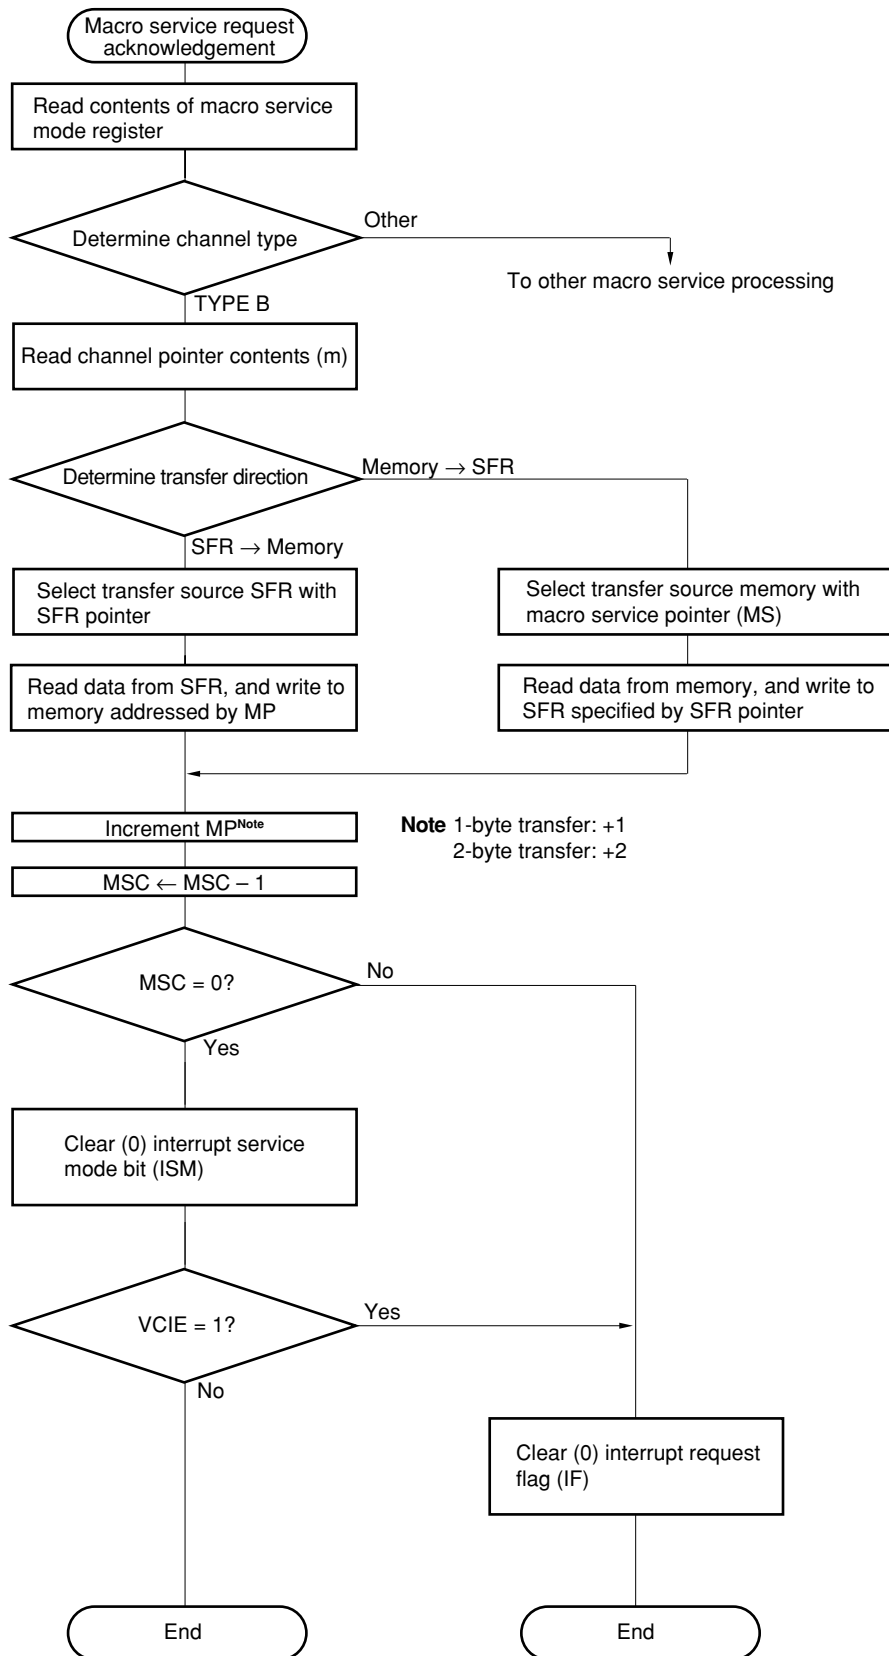 Macro service request
acknowledgement
Read contents of macro service
mode register
Determine channel type
Other
To other macro service processing
TYPE B
Read channel pointer contents (m)
Determine transfer direction
Memory → SFR
SFR → Memory
Select transfer source SFR with
SFR pointer
Select transfer source memory with
macro service pointer (MS)
Read data from SFR, and write to
memory addressed by MP
Read data from memory, and write to
SFR specified by SFR pointer
Increment MPNote
Note 1-byte transfer: +1
2-byte transfer: +2
MSC ← MSC – 1
MSC = 0?
No
Yes
Clear (0) interrupt service
mode bit (ISM)
VCIE = 1?
Yes
No
Clear (0) interrupt request
flag (IF)
End
End